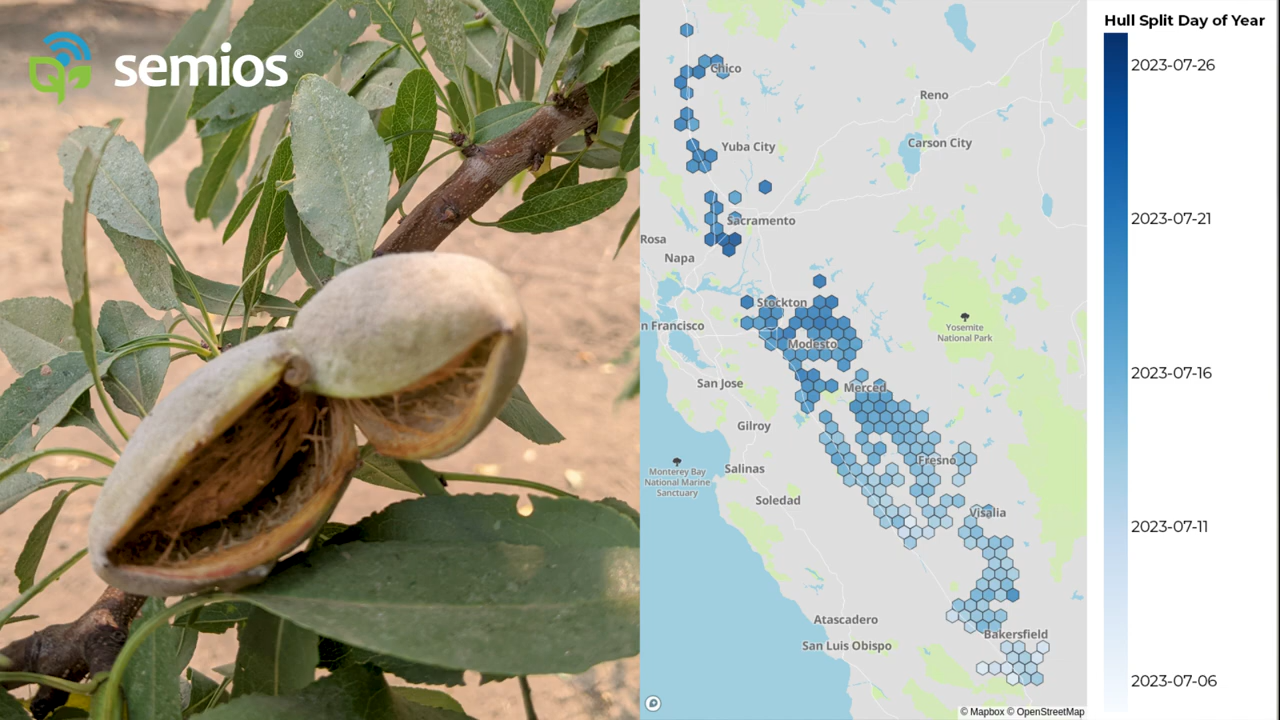 semios®
Chico
Reno
Yuba City
Carson City
Sacramento
Rosa
Napa
Stockton
n Francisco
Yosemite
National Park
Modesto
San Jose
Merced
Gilroy
Fresno
Monterey Bay
National Marine
Sanctuary
Salinas
Soledad
Visalia
Atascadero
Bakersfield
San Luis Obispo
© Mapbox © OpenStreetMap
Hull Split Day of Year
2023-07-26
2023-07-21
2023-07-16
2023-07-11
2023-07-06